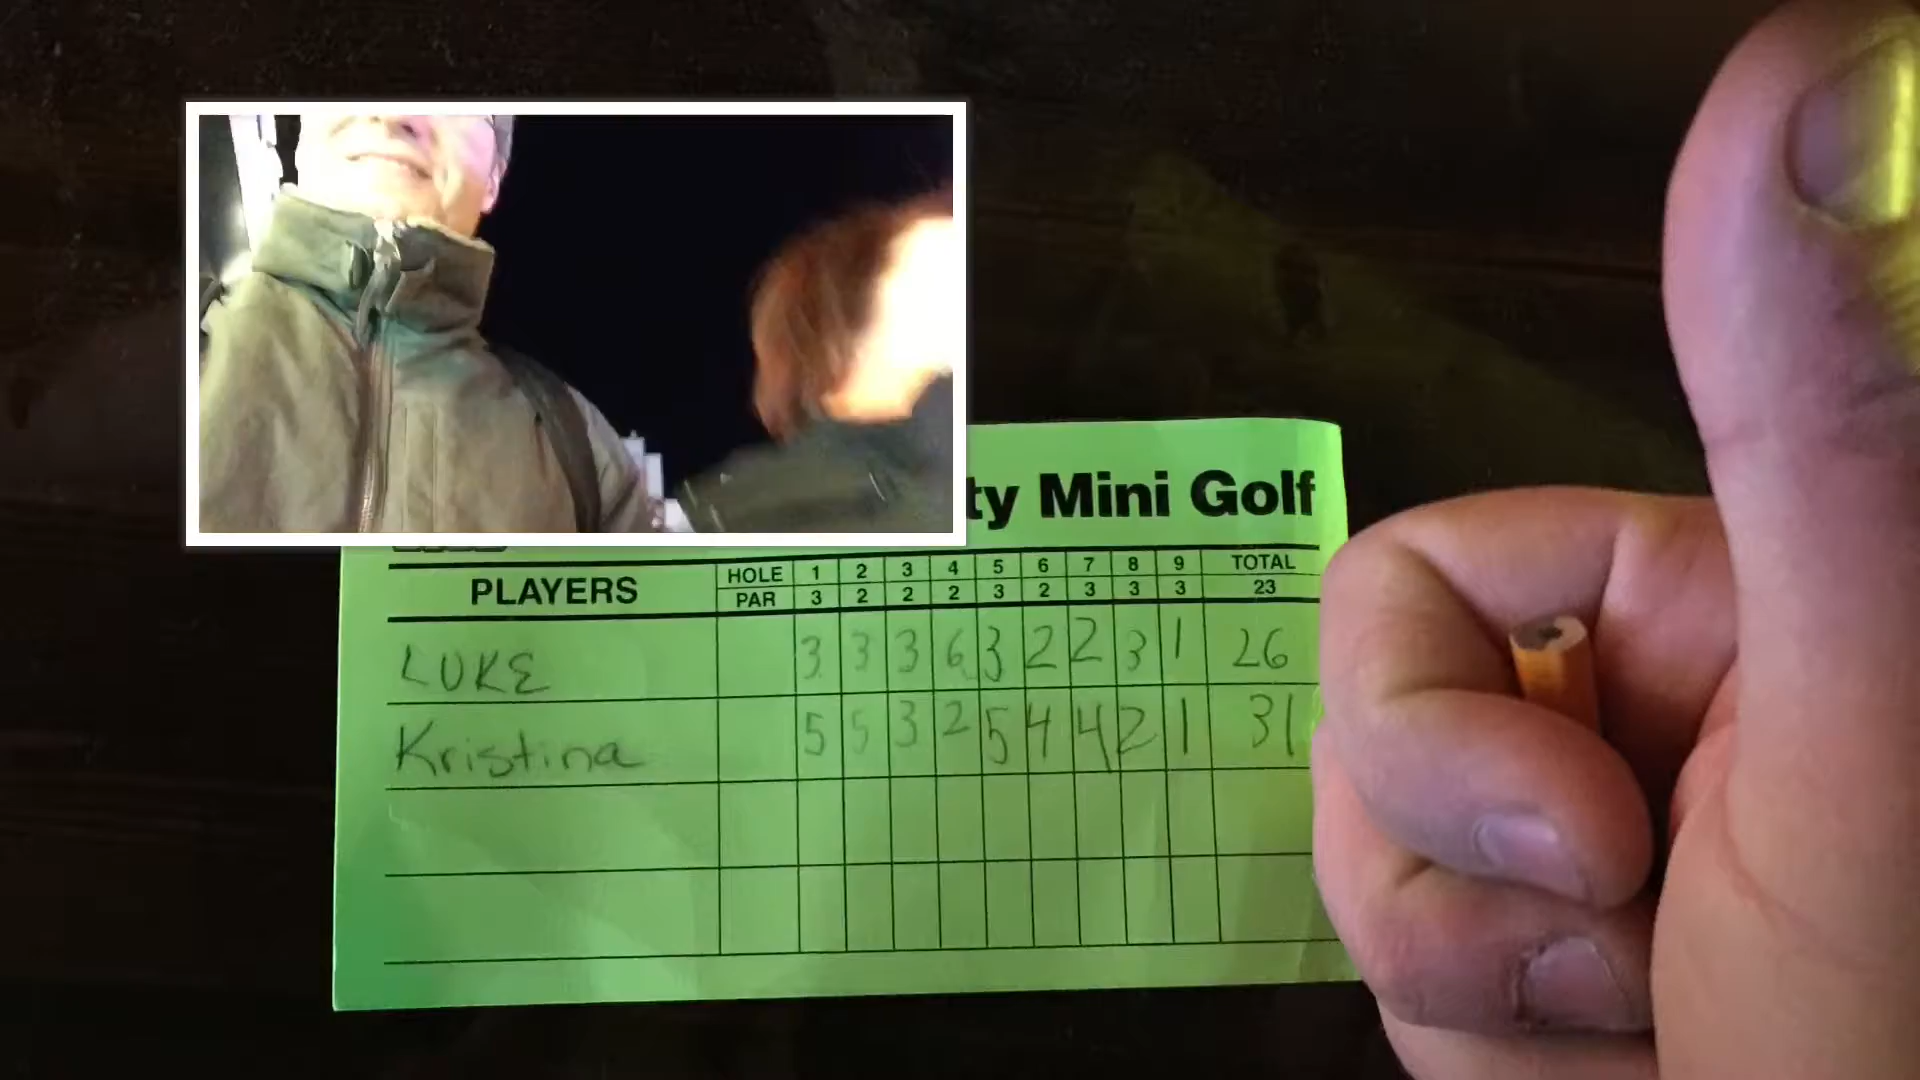 ty Mini Golf
PLAYERS HOLE 1 2 3 4 5 6 7 8 9 TOTAL
PAR 3 2 2 2 3 2 3 3 3 23
LUKE 3 3 3 6 3 2 2 3 1 26
Kristina 5 5 3 2 5 4 4 2 1 31